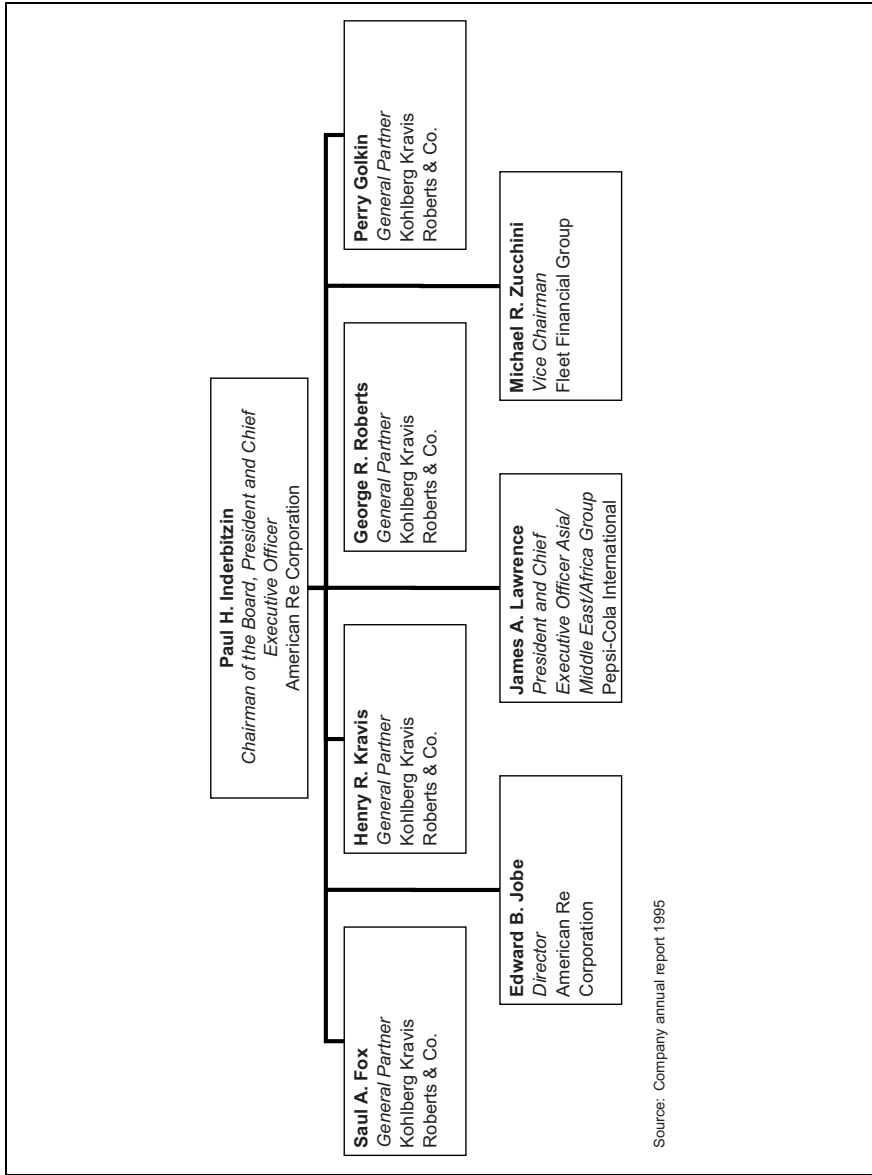 Paul H. Inderbitzin
Chairman of the Board, President and Chief
Executive Officer
American Re Corporation
Saul A. Fox
General Partner
Kohlberg Kravis
Roberts & Co.
Henry R. Kravis
General Partner
Kohlberg Kravis
Roberts & Co.
George R. Roberts
General Partner
Kohlberg Kravis
Roberts & Co.
Perry Golkin
General Partner
Kohlberg Kravis
Roberts & Co.
Edward B. Jobe
Director
American Re
Corporation
James A. Lawrence
President and Chief
Executive Officer Asia/
Middle East/Africa Group
Pepsi-Cola International
Michael R. Zucchini
Vice Chairman
Fleet Financial Group
Source: Company annual report 1995